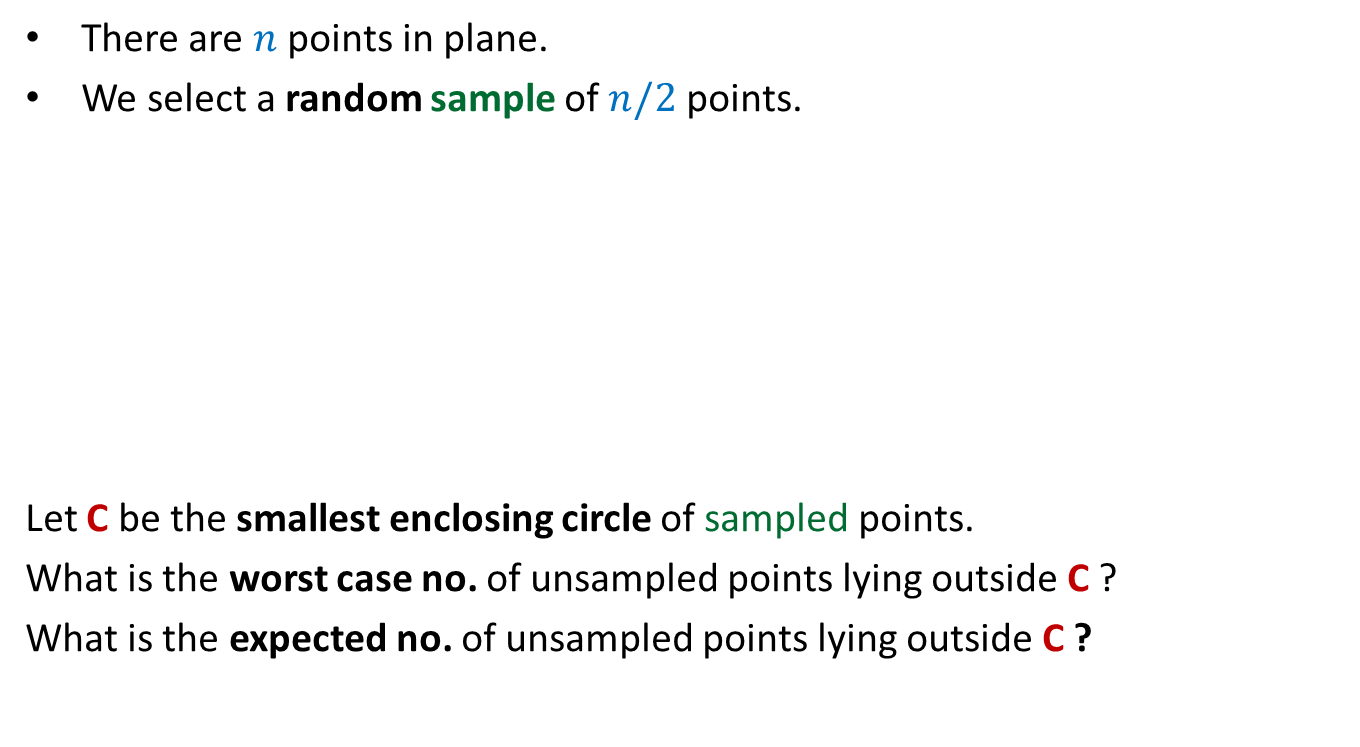 • There are n points in plane.
• We select a random sample of n/2 points.
Let C be the smallest enclosing circle of sampled points.
What is the worst case no. of unsampled points lying outside C ?
What is the expected no. of unsampled points lying outside C ?